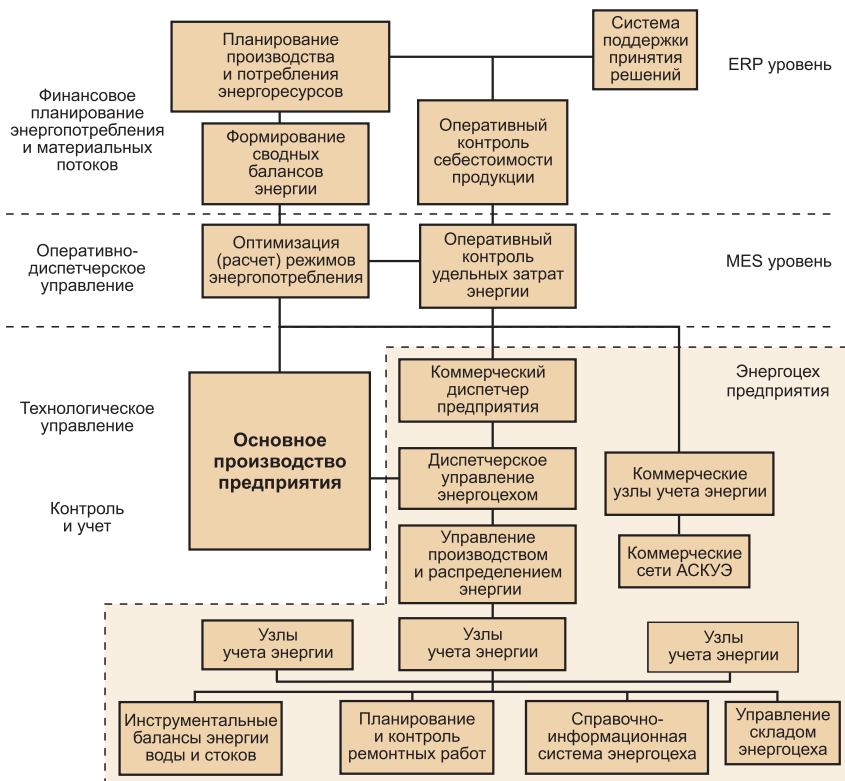 Планирование
производства
и потребления
энергоресурсов
Система
поддержки
принятия
решений
ERP уровень
Финансовое
планирование
энергопотребления
и материальных
потоков
Формирование
сводных
балансов
энергии
Оперативный
контроль
себестоимости
продукции
Оперативно-
диспетчерское
управление
Оптимизация
(расчет) режимов
энергопотребления
Оперативный
контроль
удельных затрат
энергии
MES уровень
Технологическое
управление
Контроль
и учет
Основное
производство
предприятия
Коммерческий
диспетчер
предприятия
Энергоцех
предприятия
Диспетчерское
управление
энергоцехом
Коммерческие
узлы учета энергии
Управление
производством
и распределением
энергии
Коммерческие
сети АСКУЭ
Узлы
учета энергии
Узлы
учета энергии
Узлы
учета энергии
Инструментальные
балансы энергии
воды и стоков
Планирование
и контроль
ремонтных работ
Справочно-
информационная
система энергоцеха
Управление
складом
энергоцеха